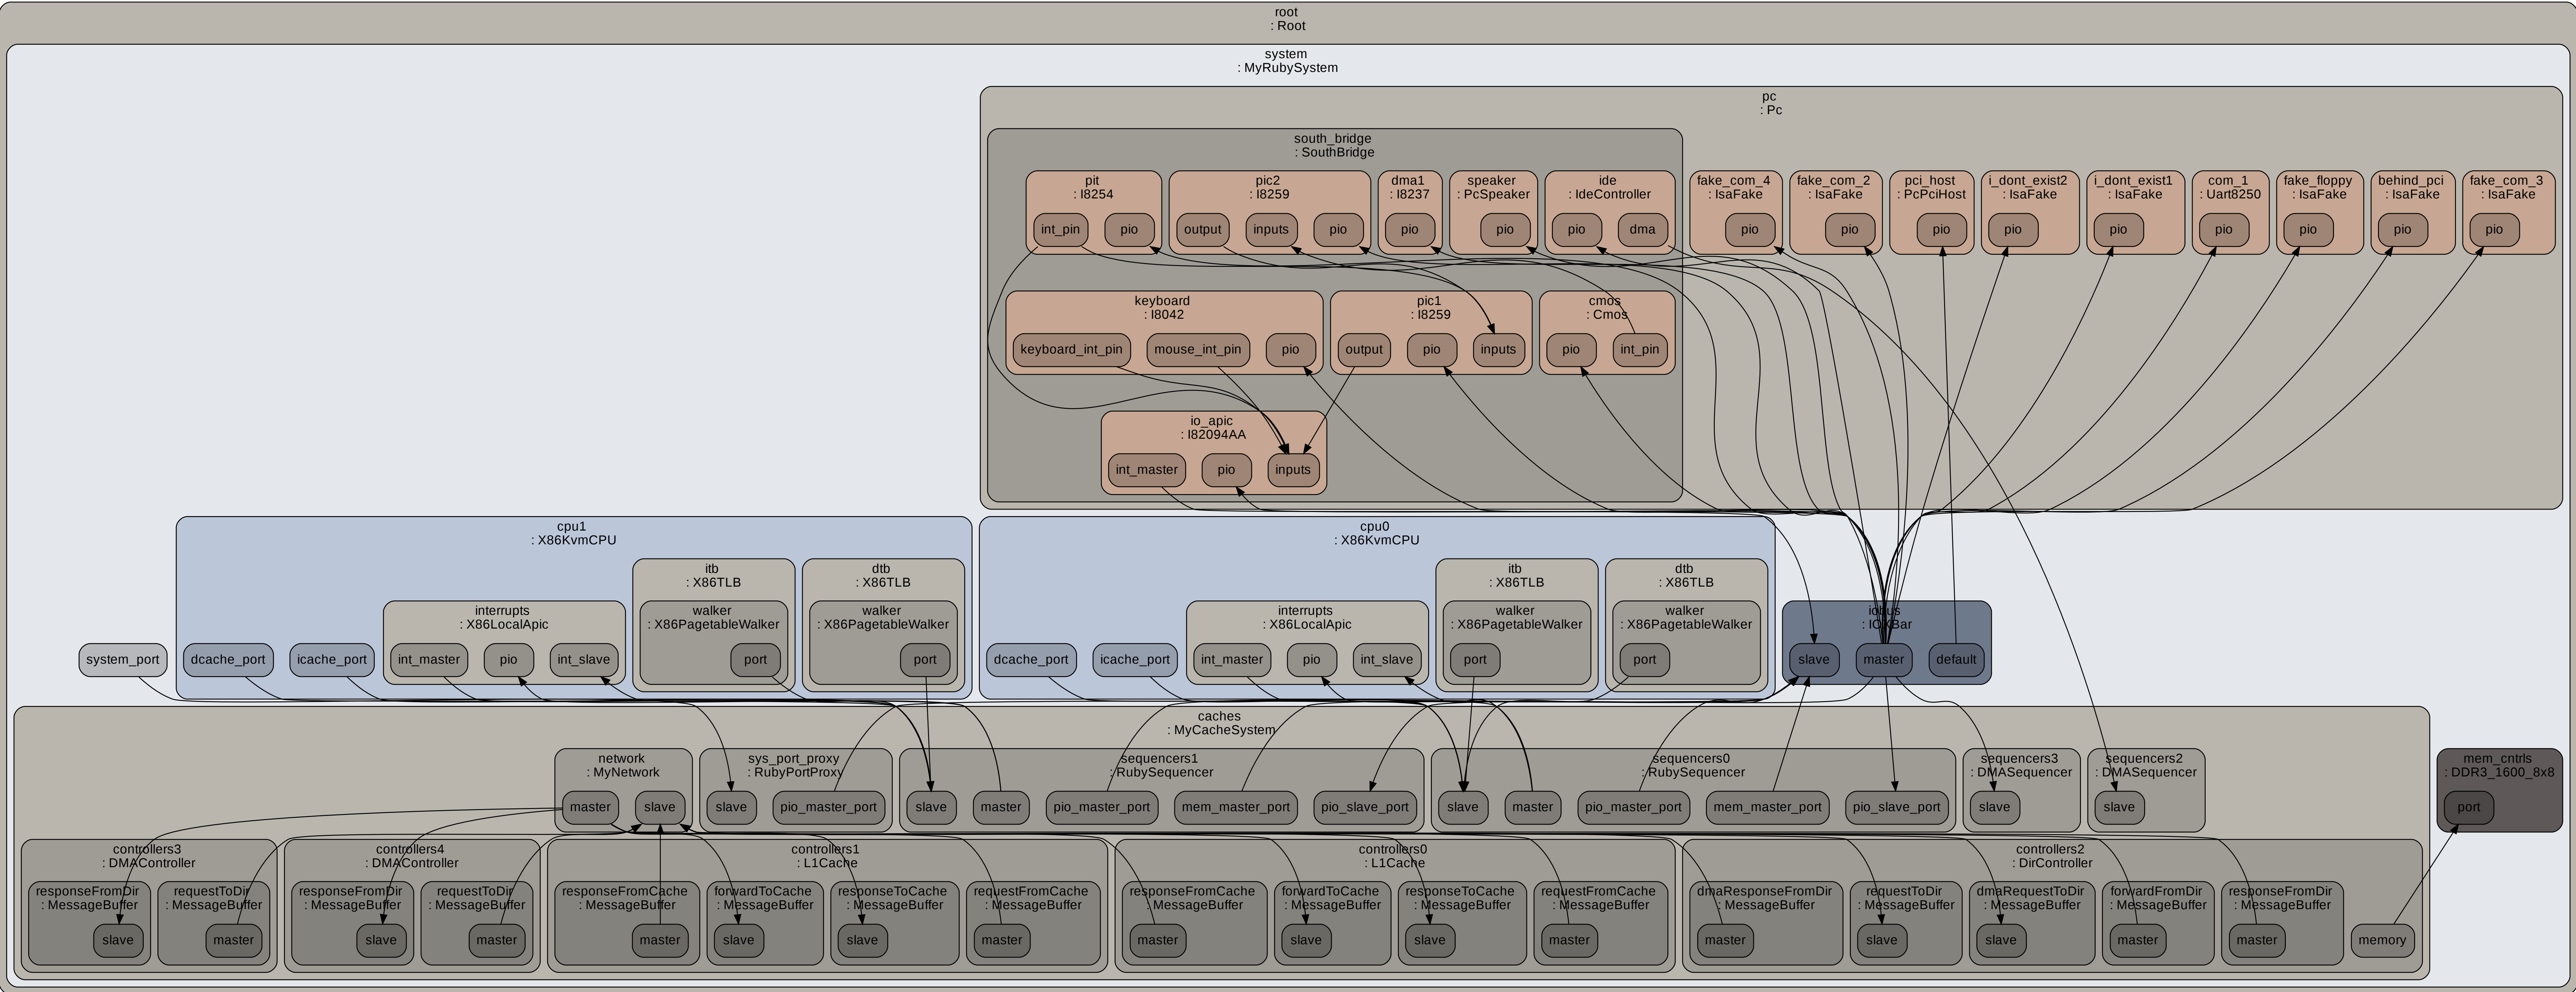 root
: Root
system
: MyRubySystem
pc
: Pc
south_bridge
: SouthBridge
pit
: I8254
int_pin
pio
pic2
: I8259
output
inputs
pio
dma1
: I8237
pio
speaker
: PcSpeaker
pio
ide
: IdeController
pio
dma
fake_com_4
: IsaFake
pio
fake_com_2
: IsaFake
pio
pci_host
: PcPciHost
pio
i_dont_exist2
: IsaFake
pio
i_dont_exist1
: IsaFake
pio
com_1
: Uart8250
pio
fake_floppy
: IsaFake
pio
behind_pci
: IsaFake
pio
fake_com_3
: IsaFake
pio
keyboard
: I8042
keyboard_int_pin
mouse_int_pin
pio
pic1
: I8259
output
pio
inputs
cmos
: Cmos
pio
int_pin
io_apic
: I82094AA
int_master
pio
inputs
system_port
cpu1
: X86KvmCPU
dcache_port
icache_port
interrupts
: X86LocalApic
int_master
pio
int_slave
itb
: X86TLB
walker
: X86PagetableWalker
port
dtb
: X86TLB
walker
: X86PagetableWalker
port
cpu0
: X86KvmCPU
dcache_port
icache_port
interrupts
: X86LocalApic
int_master
pio
int_slave
itb
: X86TLB
walker
: X86PagetableWalker
port
dtb
: X86TLB
walker
: X86PagetableWalker
port
iobus
: IOXBar
slave
master
default
caches
: MyCacheSystem
network
: MyNetwork
master
slave
sys_port_proxy
: RubyPortProxy
slave
pio_master_port
sequencers1
: RubySequencer
slave
master
pio_master_port
mem_master_port
pio_slave_port
sequencers0
: RubySequencer
slave
master
pio_master_port
mem_master_port
pio_slave_port
sequencers3
: DMASequencer
slave
sequencers2
: DMASequencer
slave
mem_cntrls
: DDR3_1600_8x8
port
controllers3
: DMAController
responseFromDir
: MessageBuffer
slave
requestToDir
: MessageBuffer
master
controllers4
: DMAController
responseFromDir
: MessageBuffer
slave
requestToDir
: MessageBuffer
master
controllers1
: L1Cache
responseFromCache
: MessageBuffer
master
forwardToCache
: MessageBuffer
slave
responseToCache
: MessageBuffer
slave
requestFromCache
: MessageBuffer
master
controllers0
: L1Cache
responseFromCache
: MessageBuffer
master
forwardToCache
: MessageBuffer
slave
responseToCache
: MessageBuffer
slave
requestFromCache
: MessageBuffer
master
controllers2
: DirController
dmaResponseFromDir
: MessageBuffer
master
requestToDir
: MessageBuffer
slave
dmaRequestToDir
: MessageBuffer
slave
forwardFromDir
: MessageBuffer
master
responseFromDir
: MessageBuffer
master
memory